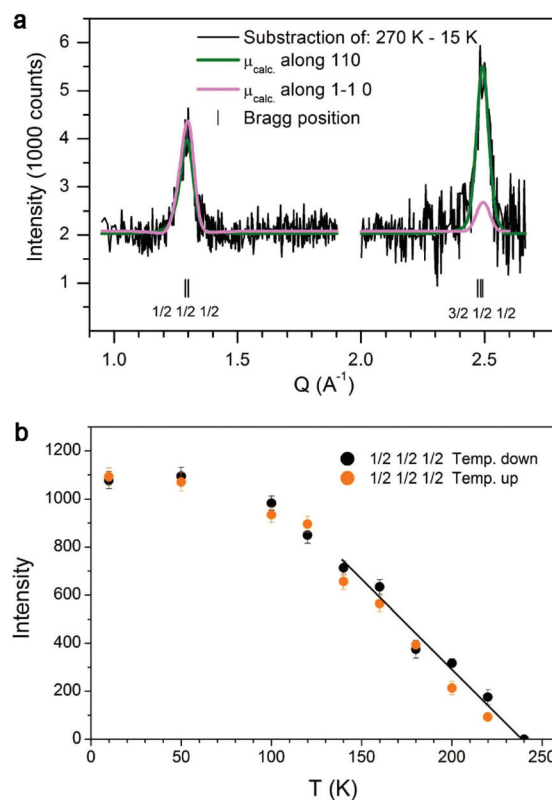 a
Substraction of: 270 K - 15 K
μcalc. along 110
μcalc. along 1-1 0
Bragg position
Intensity (1000 counts)
6
5
4
3
2
1
1/2 1/2 1/2
3/2 1/2 1/2
1.0 1.5 2.0 2.5
Q (A-1)
b
1/2 1/2 1/2 Temp. down
1/2 1/2 1/2 Temp. up
Intensity
1200
1000
800
600
400
200
0
0 50 100 150 200 250
T (K)